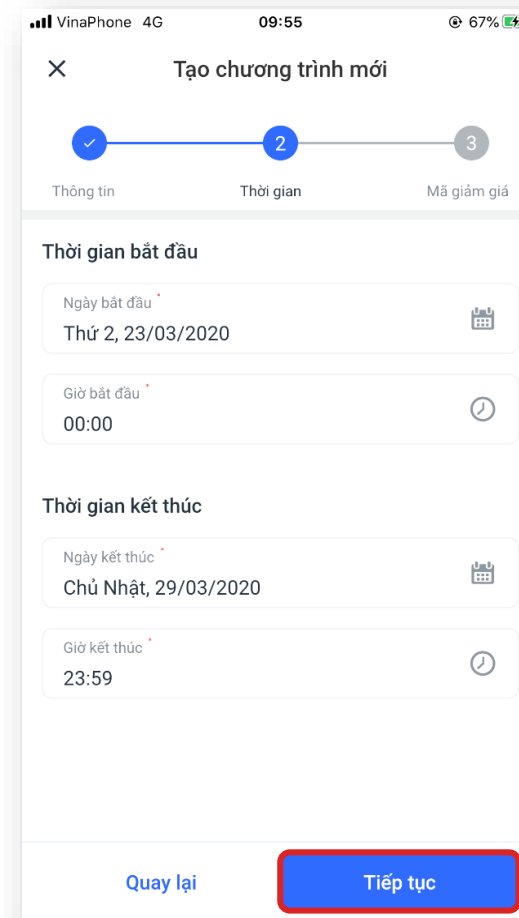 VinaPhone 4G 09:55 67%
Tạo chương trình mới
2 3
Thông tin Thời gian Mã giảm giá
Thời gian bắt đầu
Ngày bắt đầu *
Thứ 2, 23/03/2020
Giờ bắt đầu *
00:00
Thời gian kết thúc
Ngày kết thúc *
Chủ Nhật, 29/03/2020
Giờ kết thúc *
23:59
Quay lại Tiếp tục